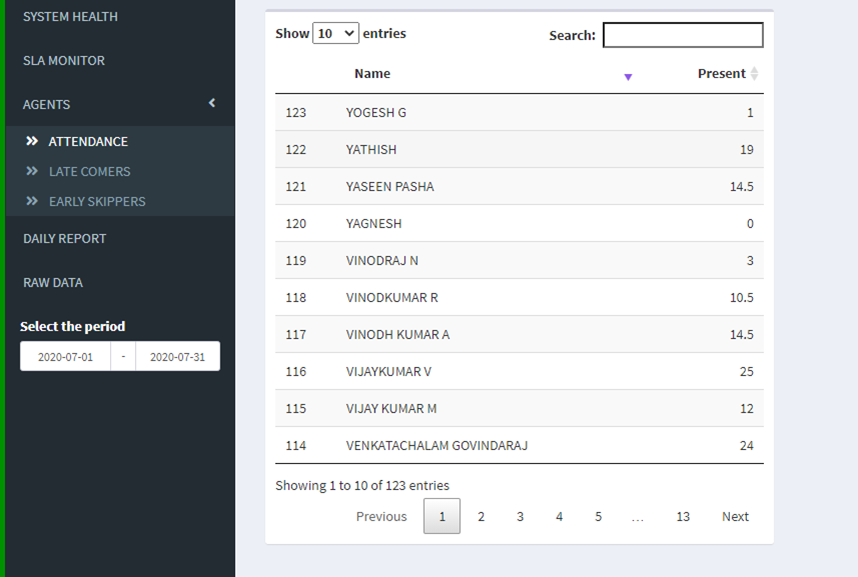 SYSTEM HEALTH
SLA MONITOR
AGENTS
ATTENDANCE
LATE COMERS
EARLY SKIPPERS
DAILY REPORT
RAW DATA
Select the period
2020-07-01 - 2020-07-31
Show 10 entries Search:
Name Present
123 YOGESH G 1
122 YATHISH 19
121 YASEEN PASHA 14.5
120 YAGNESH 0
119 VINODRAJ N 3
118 VINODKUMAR R 10.5
117 VINODH KUMAR A 14.5
116 VIJAYKUMAR V 25
115 VIJAY KUMAR M 12
114 VENKATACHALAM GOVINDARAJ 24
Showing 1 to 10 of 123 entries
Previous 1 2 3 4 5 ... 13 Next